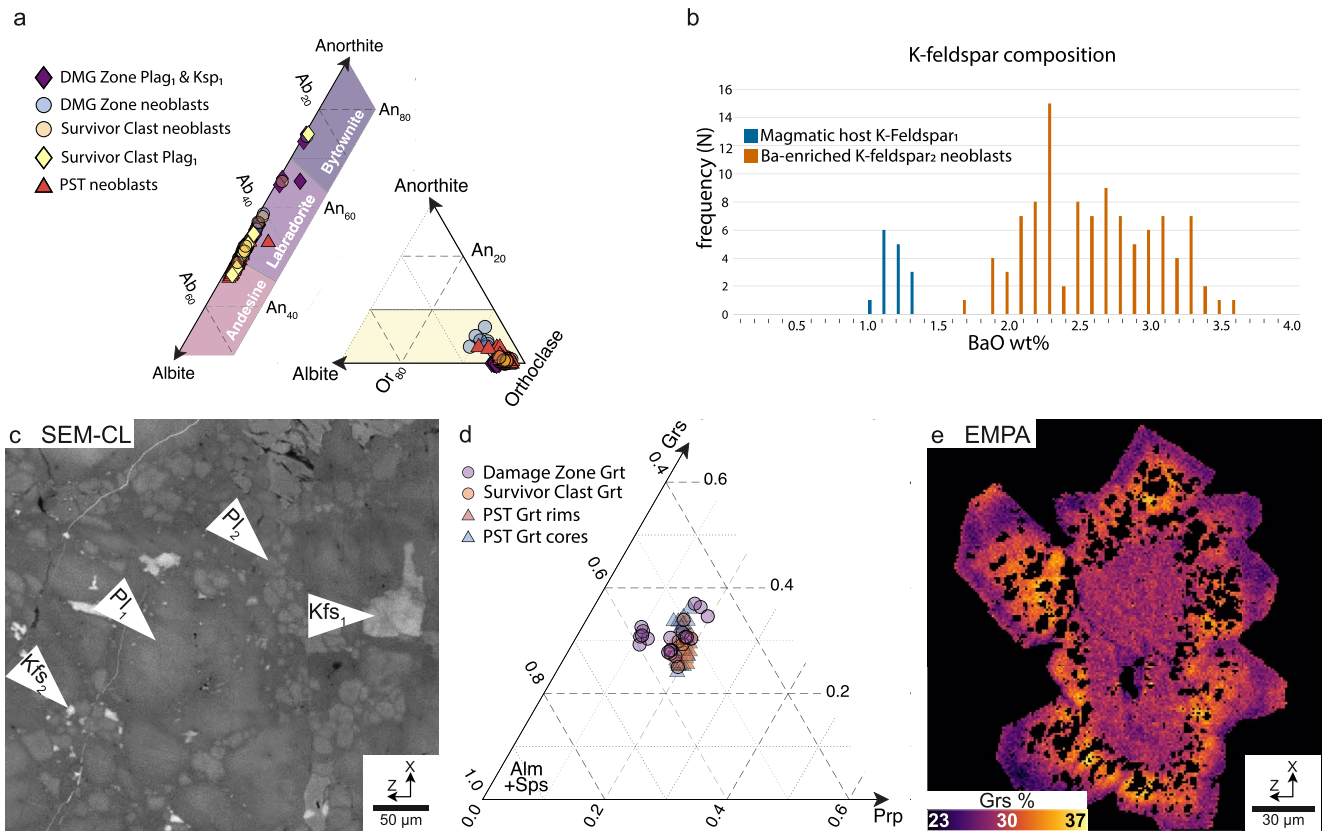 a
DMG Zone Plag₁ & Ksp₁
DMG Zone neoblasts
Survivor Clast neoblasts
Survivor Clast Plag₁
PST neoblasts
Anorthite
Ab₂₀
An₈₀
Bytownite
Ab₄₀
An₆₀
Labradorite
Ab₆₀
An₄₀
Andesine
Albite
Anorthite
An₂₀
Albite
Or₈₀
Orthoclase
b
K-feldspar composition
Magmatic host K-Feldspar₁
Ba-enriched K-feldspar₂ neoblasts
frequency (N)
16
14
12
10
8
6
4
2
0
0.5 1.0 1.5 2.0 2.5 3.0 3.5 4.0
BaO wt%
c SEM-CL
Pl₂
Pl₁
Kfs₁
Kfs₂
X
Z
50 µm
d
Damage Zone Grt
Survivor Clast Grt
PST Grt rims
PST Grt cores
Grs
0.4
0.6
0.6
0.4
0.8
0.2
1.0
Alm
+Sps
0.0 0.2 0.4 0.6
Prp
e EMPA
Grs %
23 30 37
X
Z
30 µm